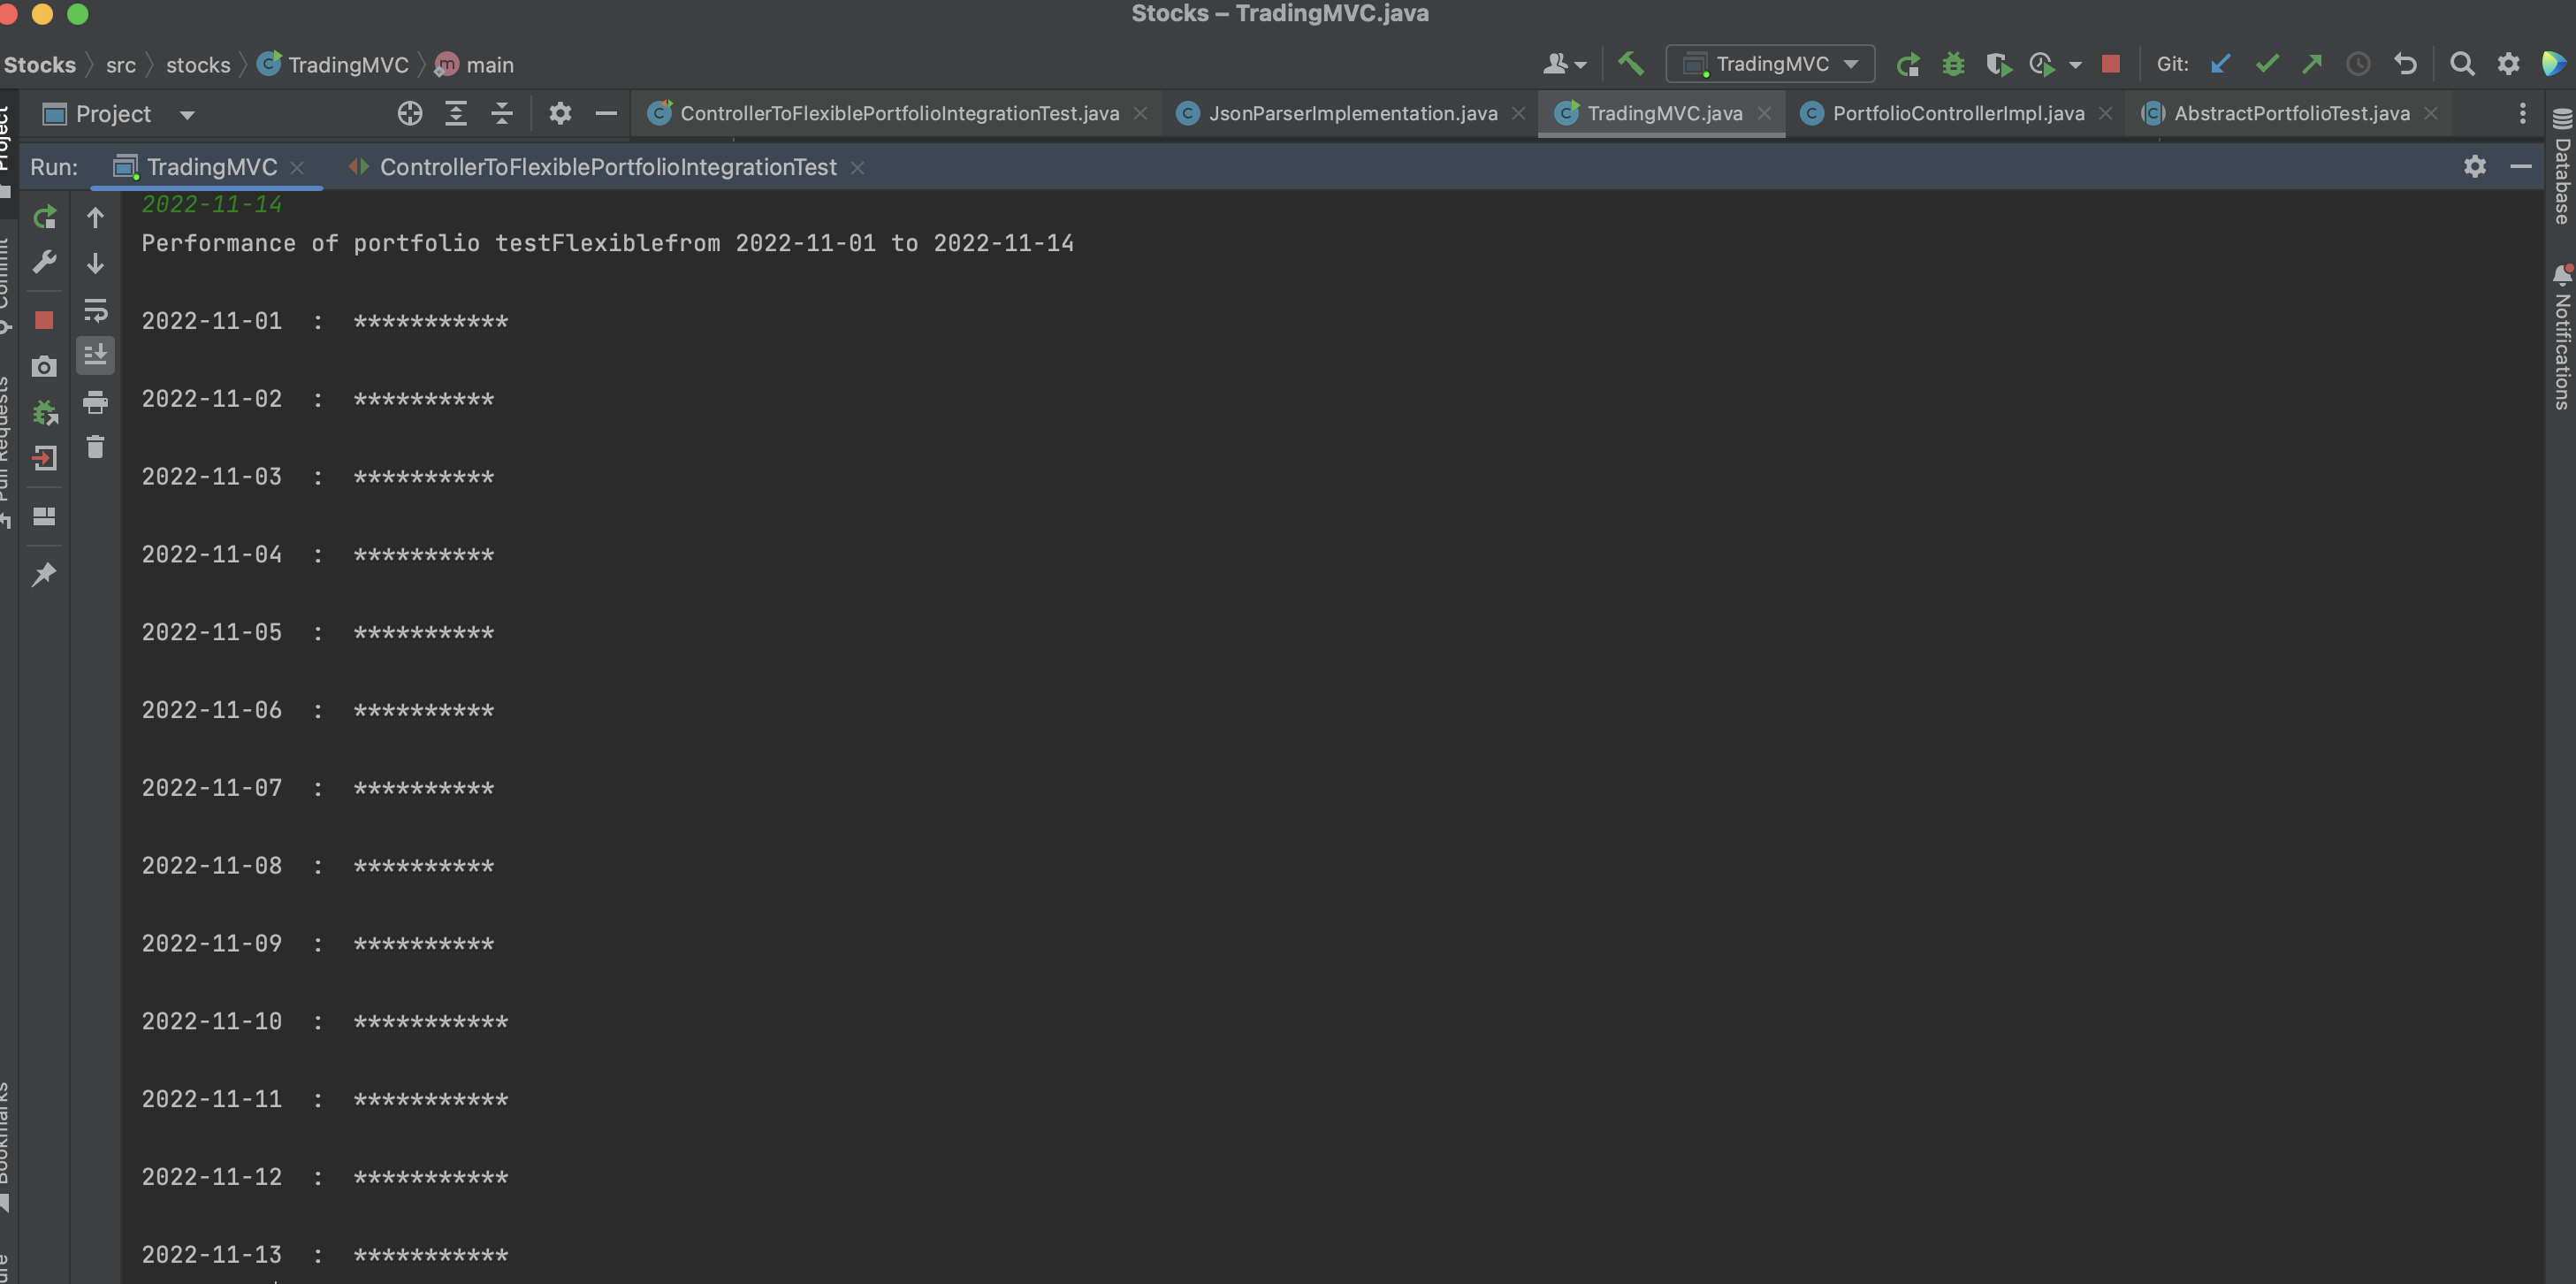 Stocks – TradingMVC.java
Stocks src stocks TradingMVC main
TradingMVC Git:
Project
ControllerToFlexiblePortfolioIntegrationTest.java JsonParserImplementation.java TradingMVC.java PortfolioControllerImpl.java AbstractPortfolioTest.java
Run: TradingMVC ControllerToFlexiblePortfolioIntegrationTest
2022-11-14
Performance of portfolio testFlexiblefrom 2022-11-01 to 2022-11-14
2022-11-01 : ***********
2022-11-02 : **********
2022-11-03 : **********
2022-11-04 : **********
2022-11-05 : **********
2022-11-06 : **********
2022-11-07 : **********
2022-11-08 : **********
2022-11-09 : **********
2022-11-10 : ***********
2022-11-11 : ***********
2022-11-12 : ***********
2022-11-13 : ***********
Project
Commit
Pull Requests
Bookmarks
Database
Notifications